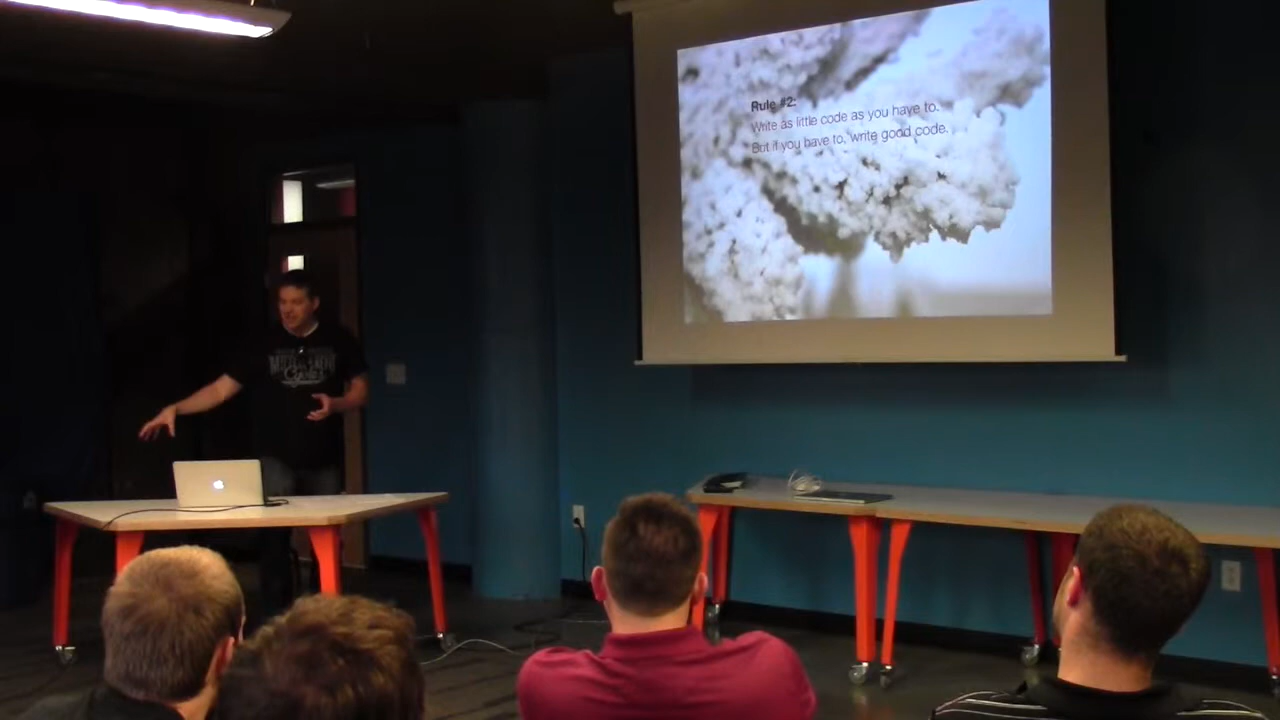 Rule #2:
Write as little code as you have to.
But if you have to, write good code.